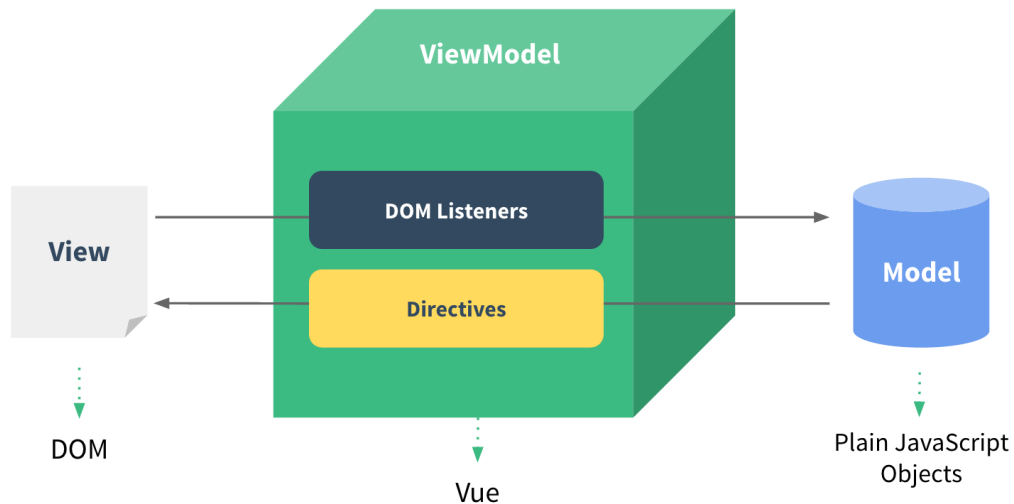 ViewModel
DOM Listeners
View
Model
Directives
DOM
Plain JavaScript
Objects
Vue